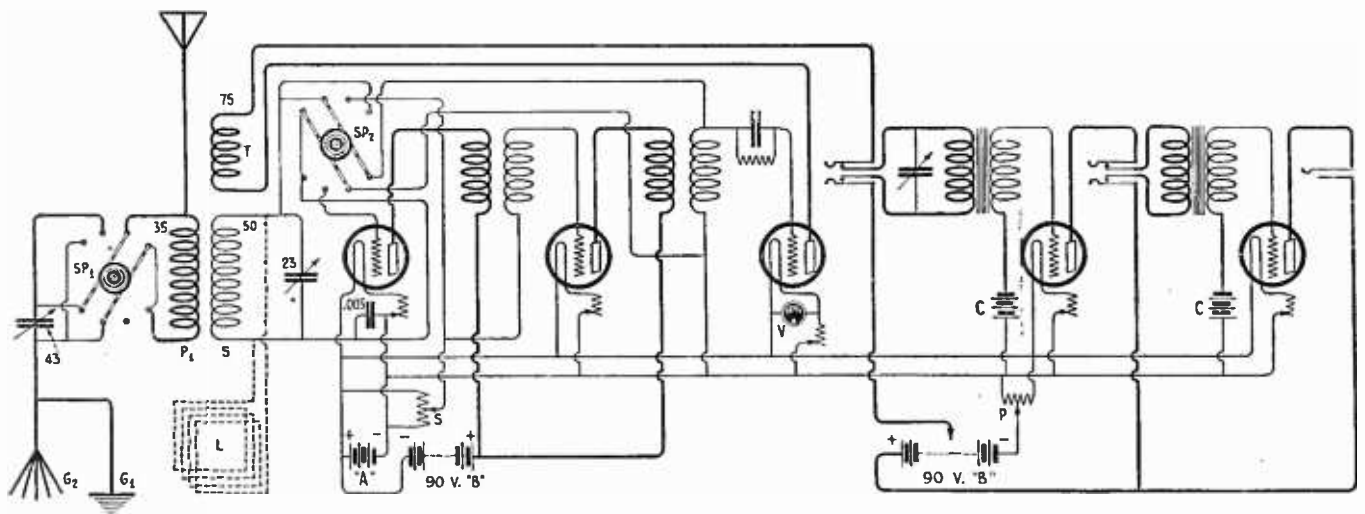 75
T
SP₂
35
50
SP₁
23
.005
43
P₁
S
V
C
C
S
P
L
+ -
- +
+ -
"A"
90 V. "B"
90 V. "B"
G₂
G₁